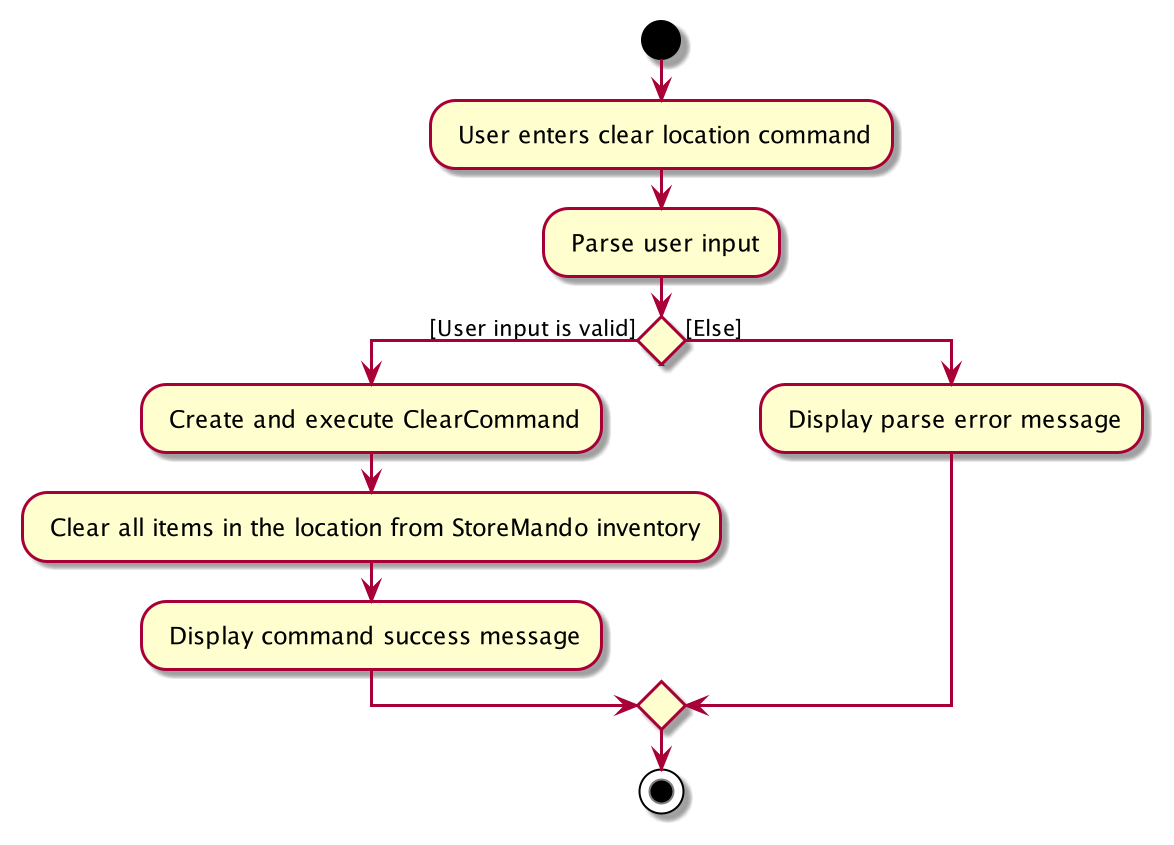 User enters clear location command
Parse user input
[User input is valid]
[Else]
Create and execute ClearCommand
Display parse error message
Clear all items in the location from StoreMando inventory
Display command success message